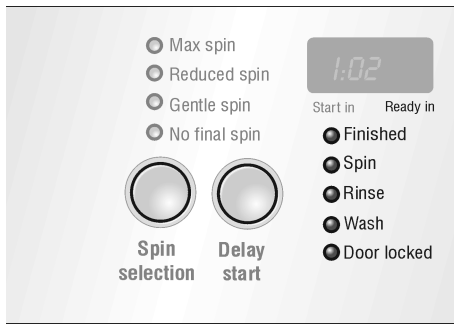 Max spin
Reduced spin
Gentle spin
No final spin
Spin
selection
Delay
start
1:02
Start in Ready in
Finished
Spin
Rinse
Wash
Door locked